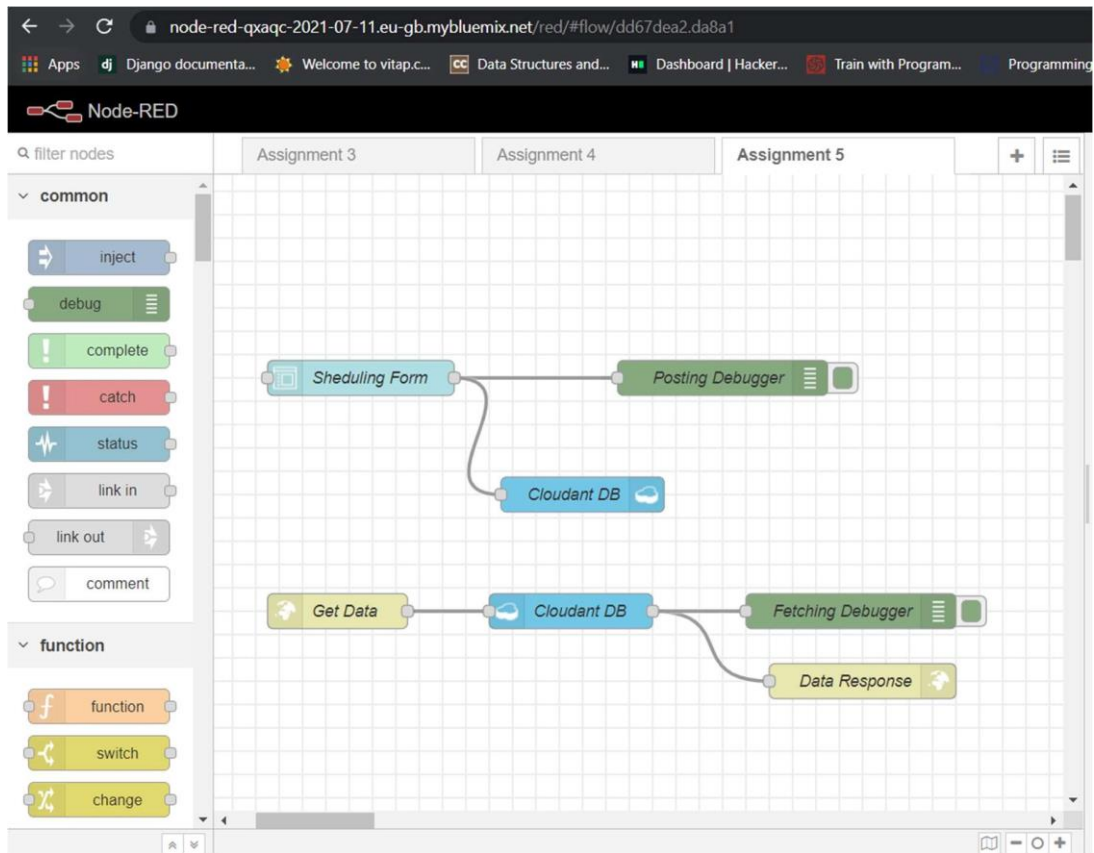 node-red-qxaqc-2021-07-11.eu-gb.mybluemix.net/red/#flow/dd67dea2.da8a1
Apps dj Django documenta... Welcome to vitap.c... CC Data Structures and... H Dashboard | Hacker... Train with Program... Programming
Node-RED
filter nodes
Assignment 3
Assignment 4
Assignment 5
common
inject
debug
complete
catch
status
link in
link out
comment
function
function
switch
change
Sheduling Form
Posting Debugger
Cloudant DB
Get Data
Cloudant DB
Fetching Debugger
Data Response